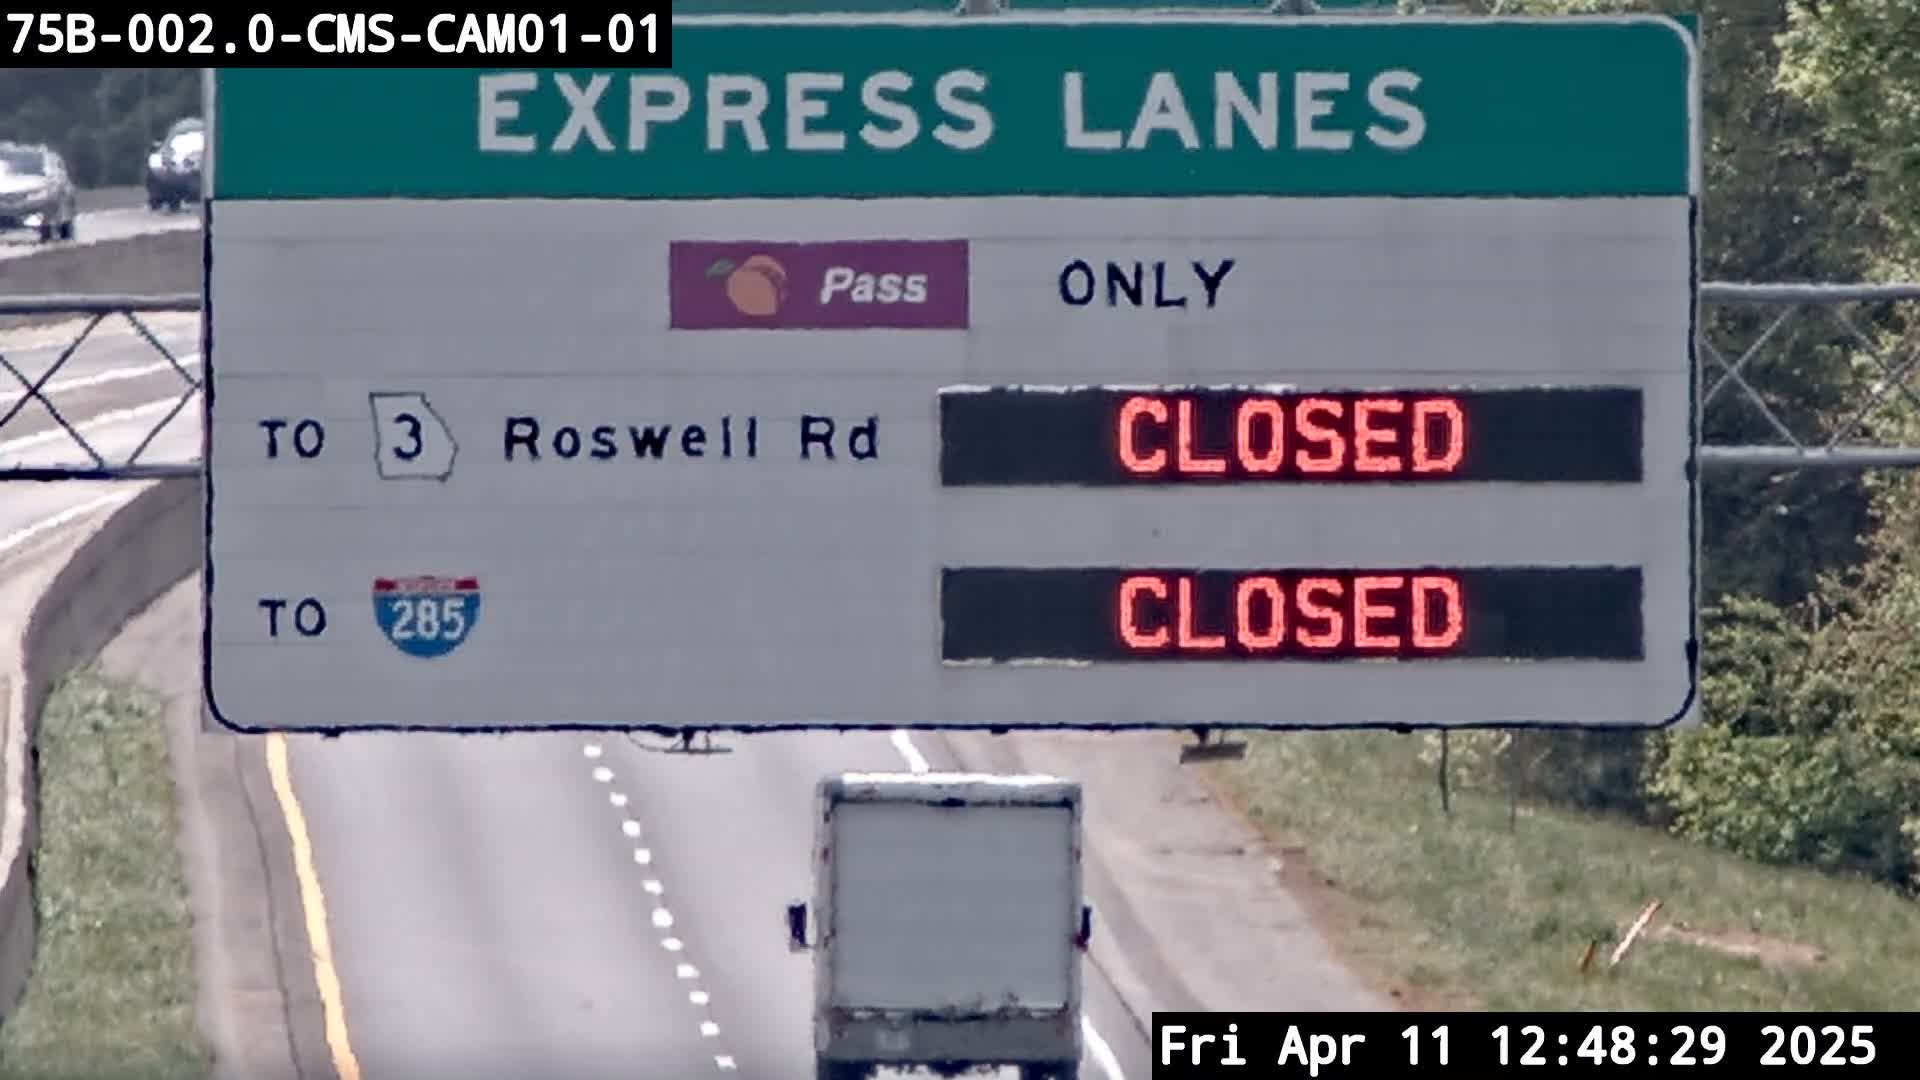 75B-002.0-CMS-CAM01-01
EXPRESS LANES
Pass ONLY
TO 3 Roswell Rd CLOSED
TO 285 CLOSED
Fri Apr 11 12:48:29 2025